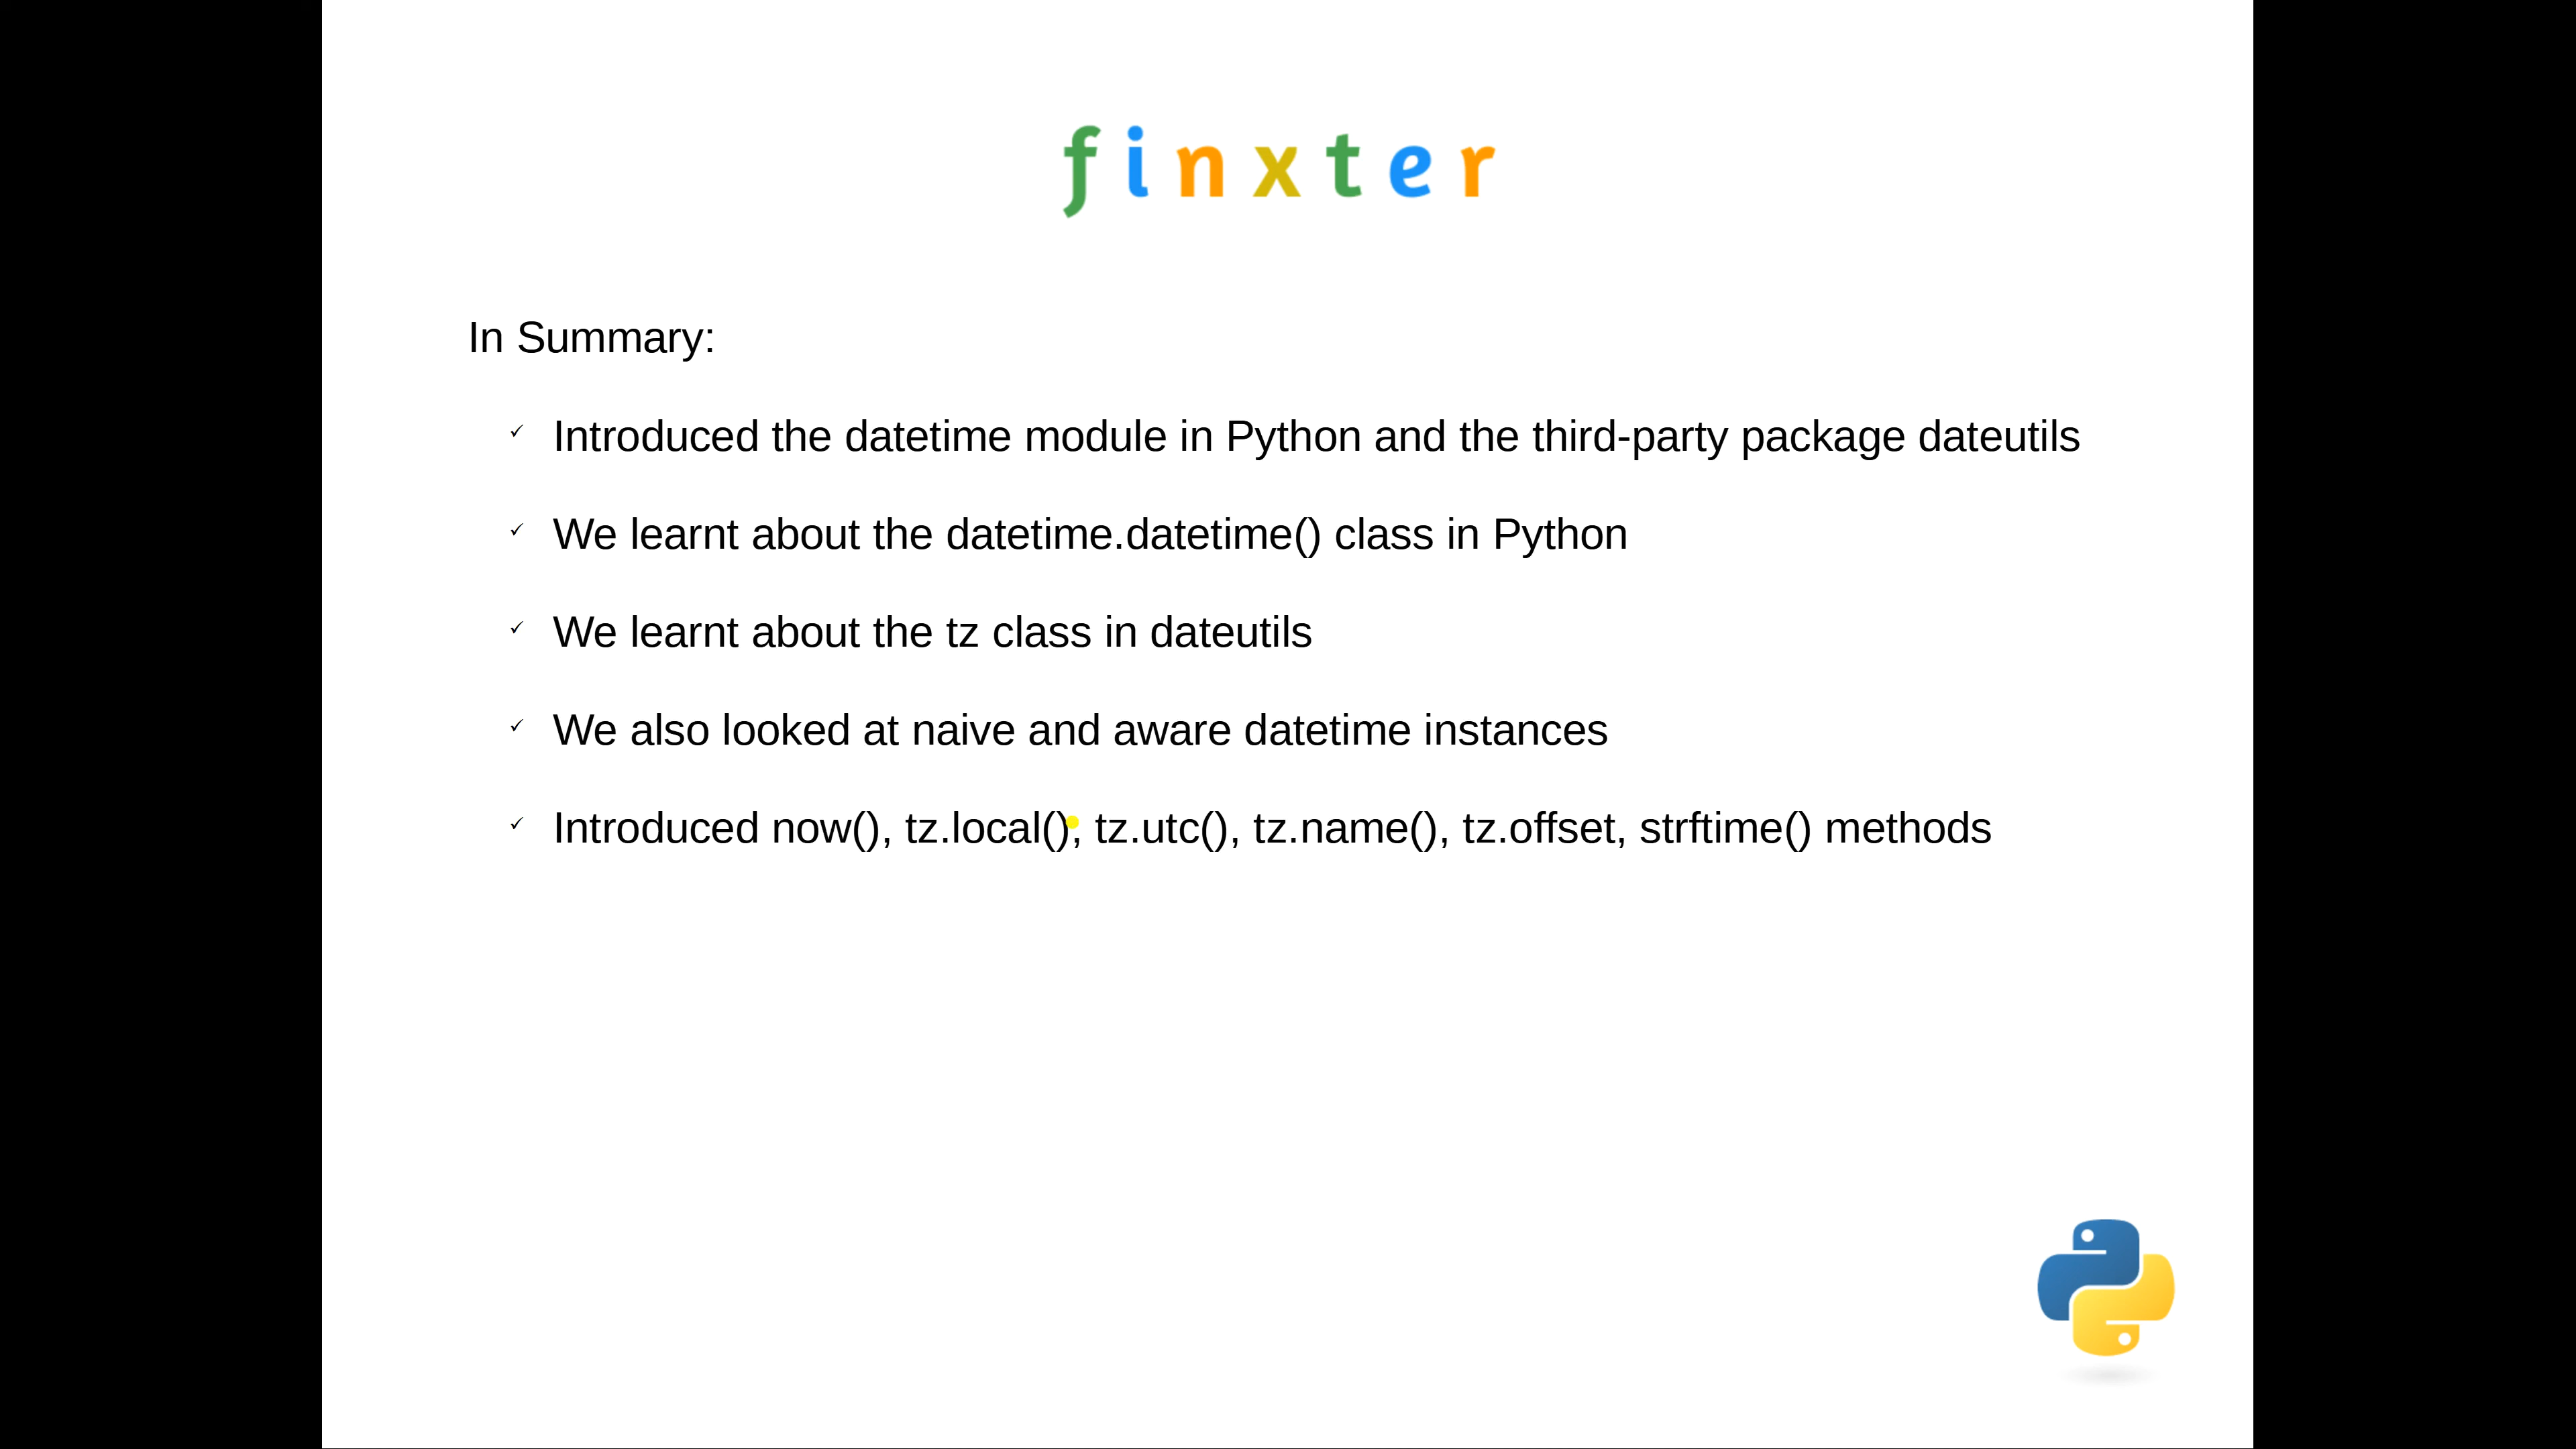 finxter
In Summary:
Introduced the datetime module in Python and the third-party package dateutils
We learnt about the datetime.datetime() class in Python
We learnt about the tz class in dateutils
We also looked at naive and aware datetime instances
Introduced now(), tz.local(), tz.utc(), tz.name(), tz.offset, strftime() methods